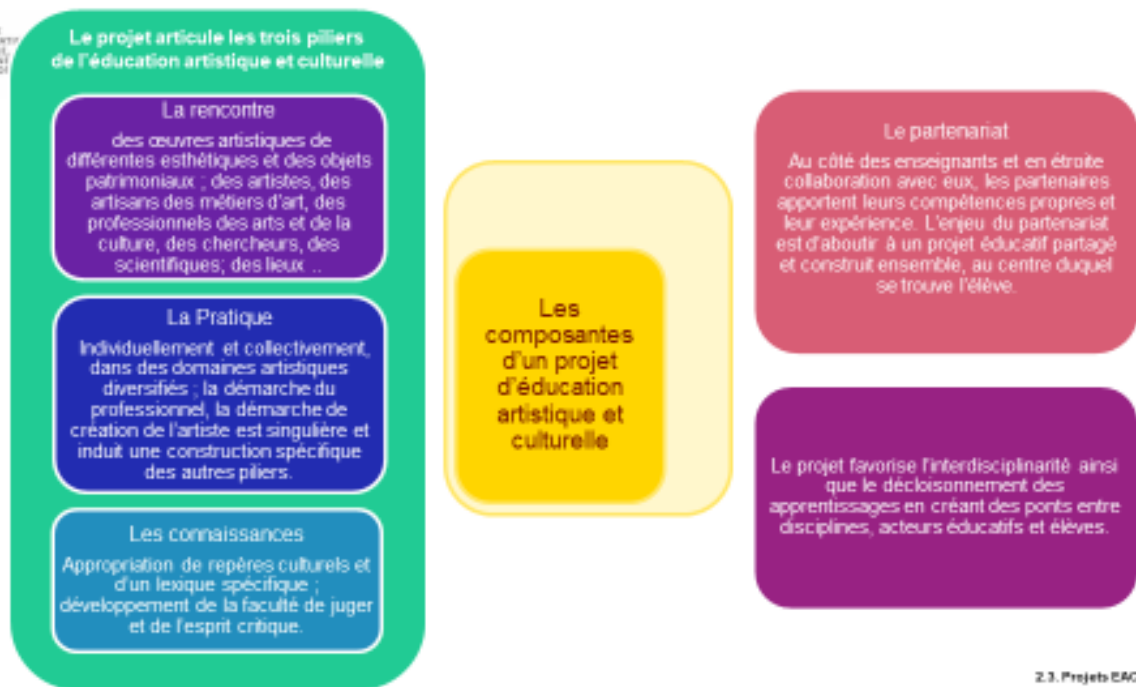 Le projet articule les trois piliers
de l'éducation artistique et culturelle
La rencontre
des œuvres artistiques de
différentes esthétiques et des objets
patrimoniaux ; des artistes, des
artisans des métiers d'art, des
professionnels des arts et de la
culture, des chercheurs, des
scientifiques; des lieux ..
La Pratique
Individuellement et collectivement,
dans des domaines artistiques
diversifiés ; la démarche du
professionnel, la démarche de
création de l'artiste est singulière et
induit une construction spécifique
des autres piliers.
Les connaissances
Appropriation de repères culturels et
d'un lexique spécifique ;
développement de la faculté de juger
et de l'esprit critique.
Les
composantes
d'un projet
d'éducation
artistique et
culturelle
Le partenariat
Au côté des enseignants et en étroite
collaboration avec eux, les partenaires
apportent leurs compétences propres et
leur expérience. L'enjeu du partenariat
est d'aboutir à un projet éducatif partagé
et construit ensemble, au centre duquel
se trouve l'élève.
Le projet favorise l'interdisciplinarité ainsi
que le décloisonnement des
apprentissages en créant des ponts entre
disciplines, acteurs éducatifs et élèves.
2.3. Projets EAC